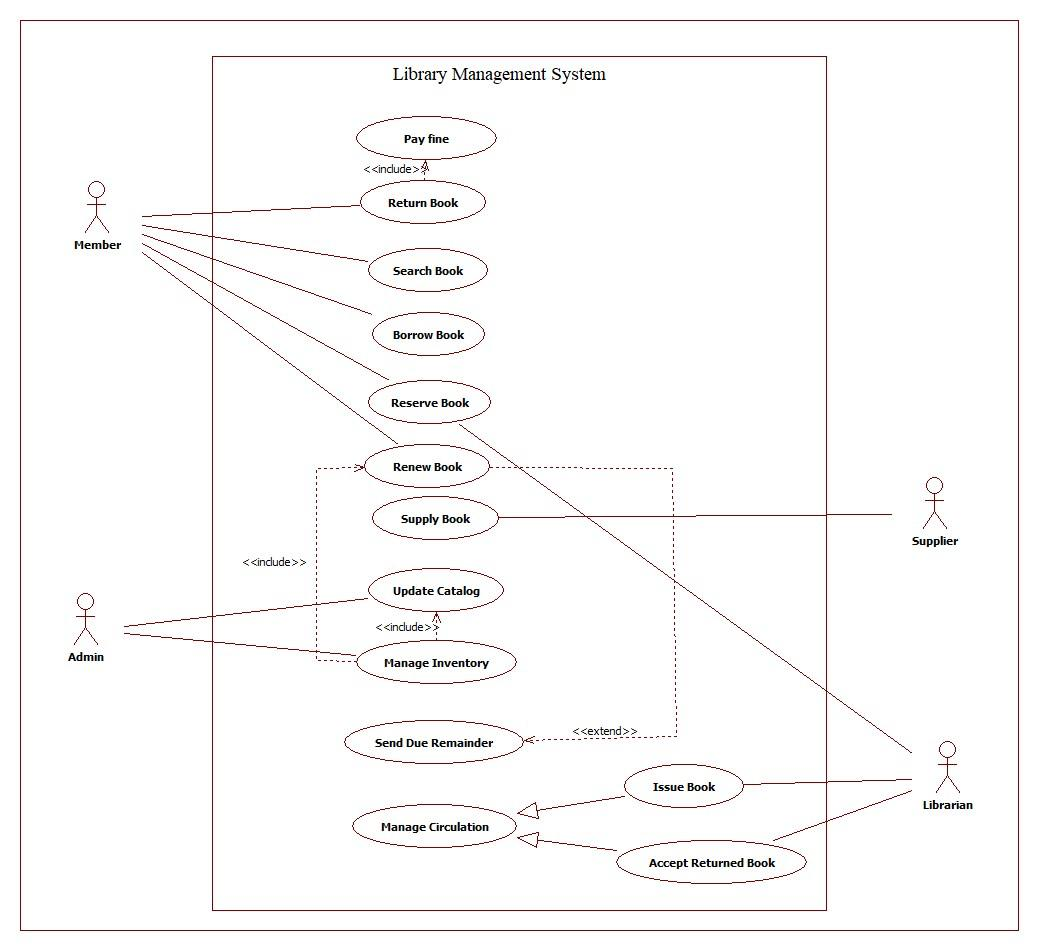 Library Management System
Pay fine
<<include>>
Return Book
Member
Search Book
Borrow Book
Reserve Book
Renew Book
Supply Book
Supplier
<<include>>
Update Catalog
<<include>>
Admin
Manage Inventory
<<extend>>
Send Due Remainder
Issue Book
Librarian
Manage Circulation
Accept Returned Book